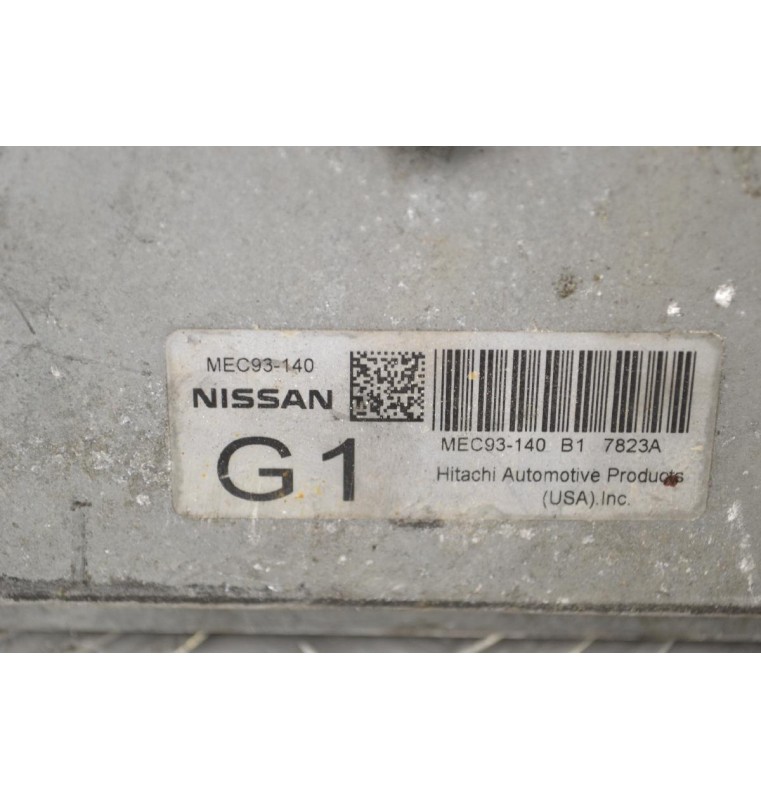 MEC93-140
NISSAN
G1
MEC93-140 B1 7823A
Hitachi Automotive Products
(USA).Inc.